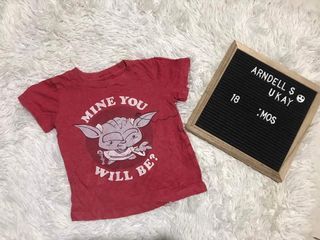 MINE YOU
WILL BE?
ARNDELL S
UKAY
18 .MOS